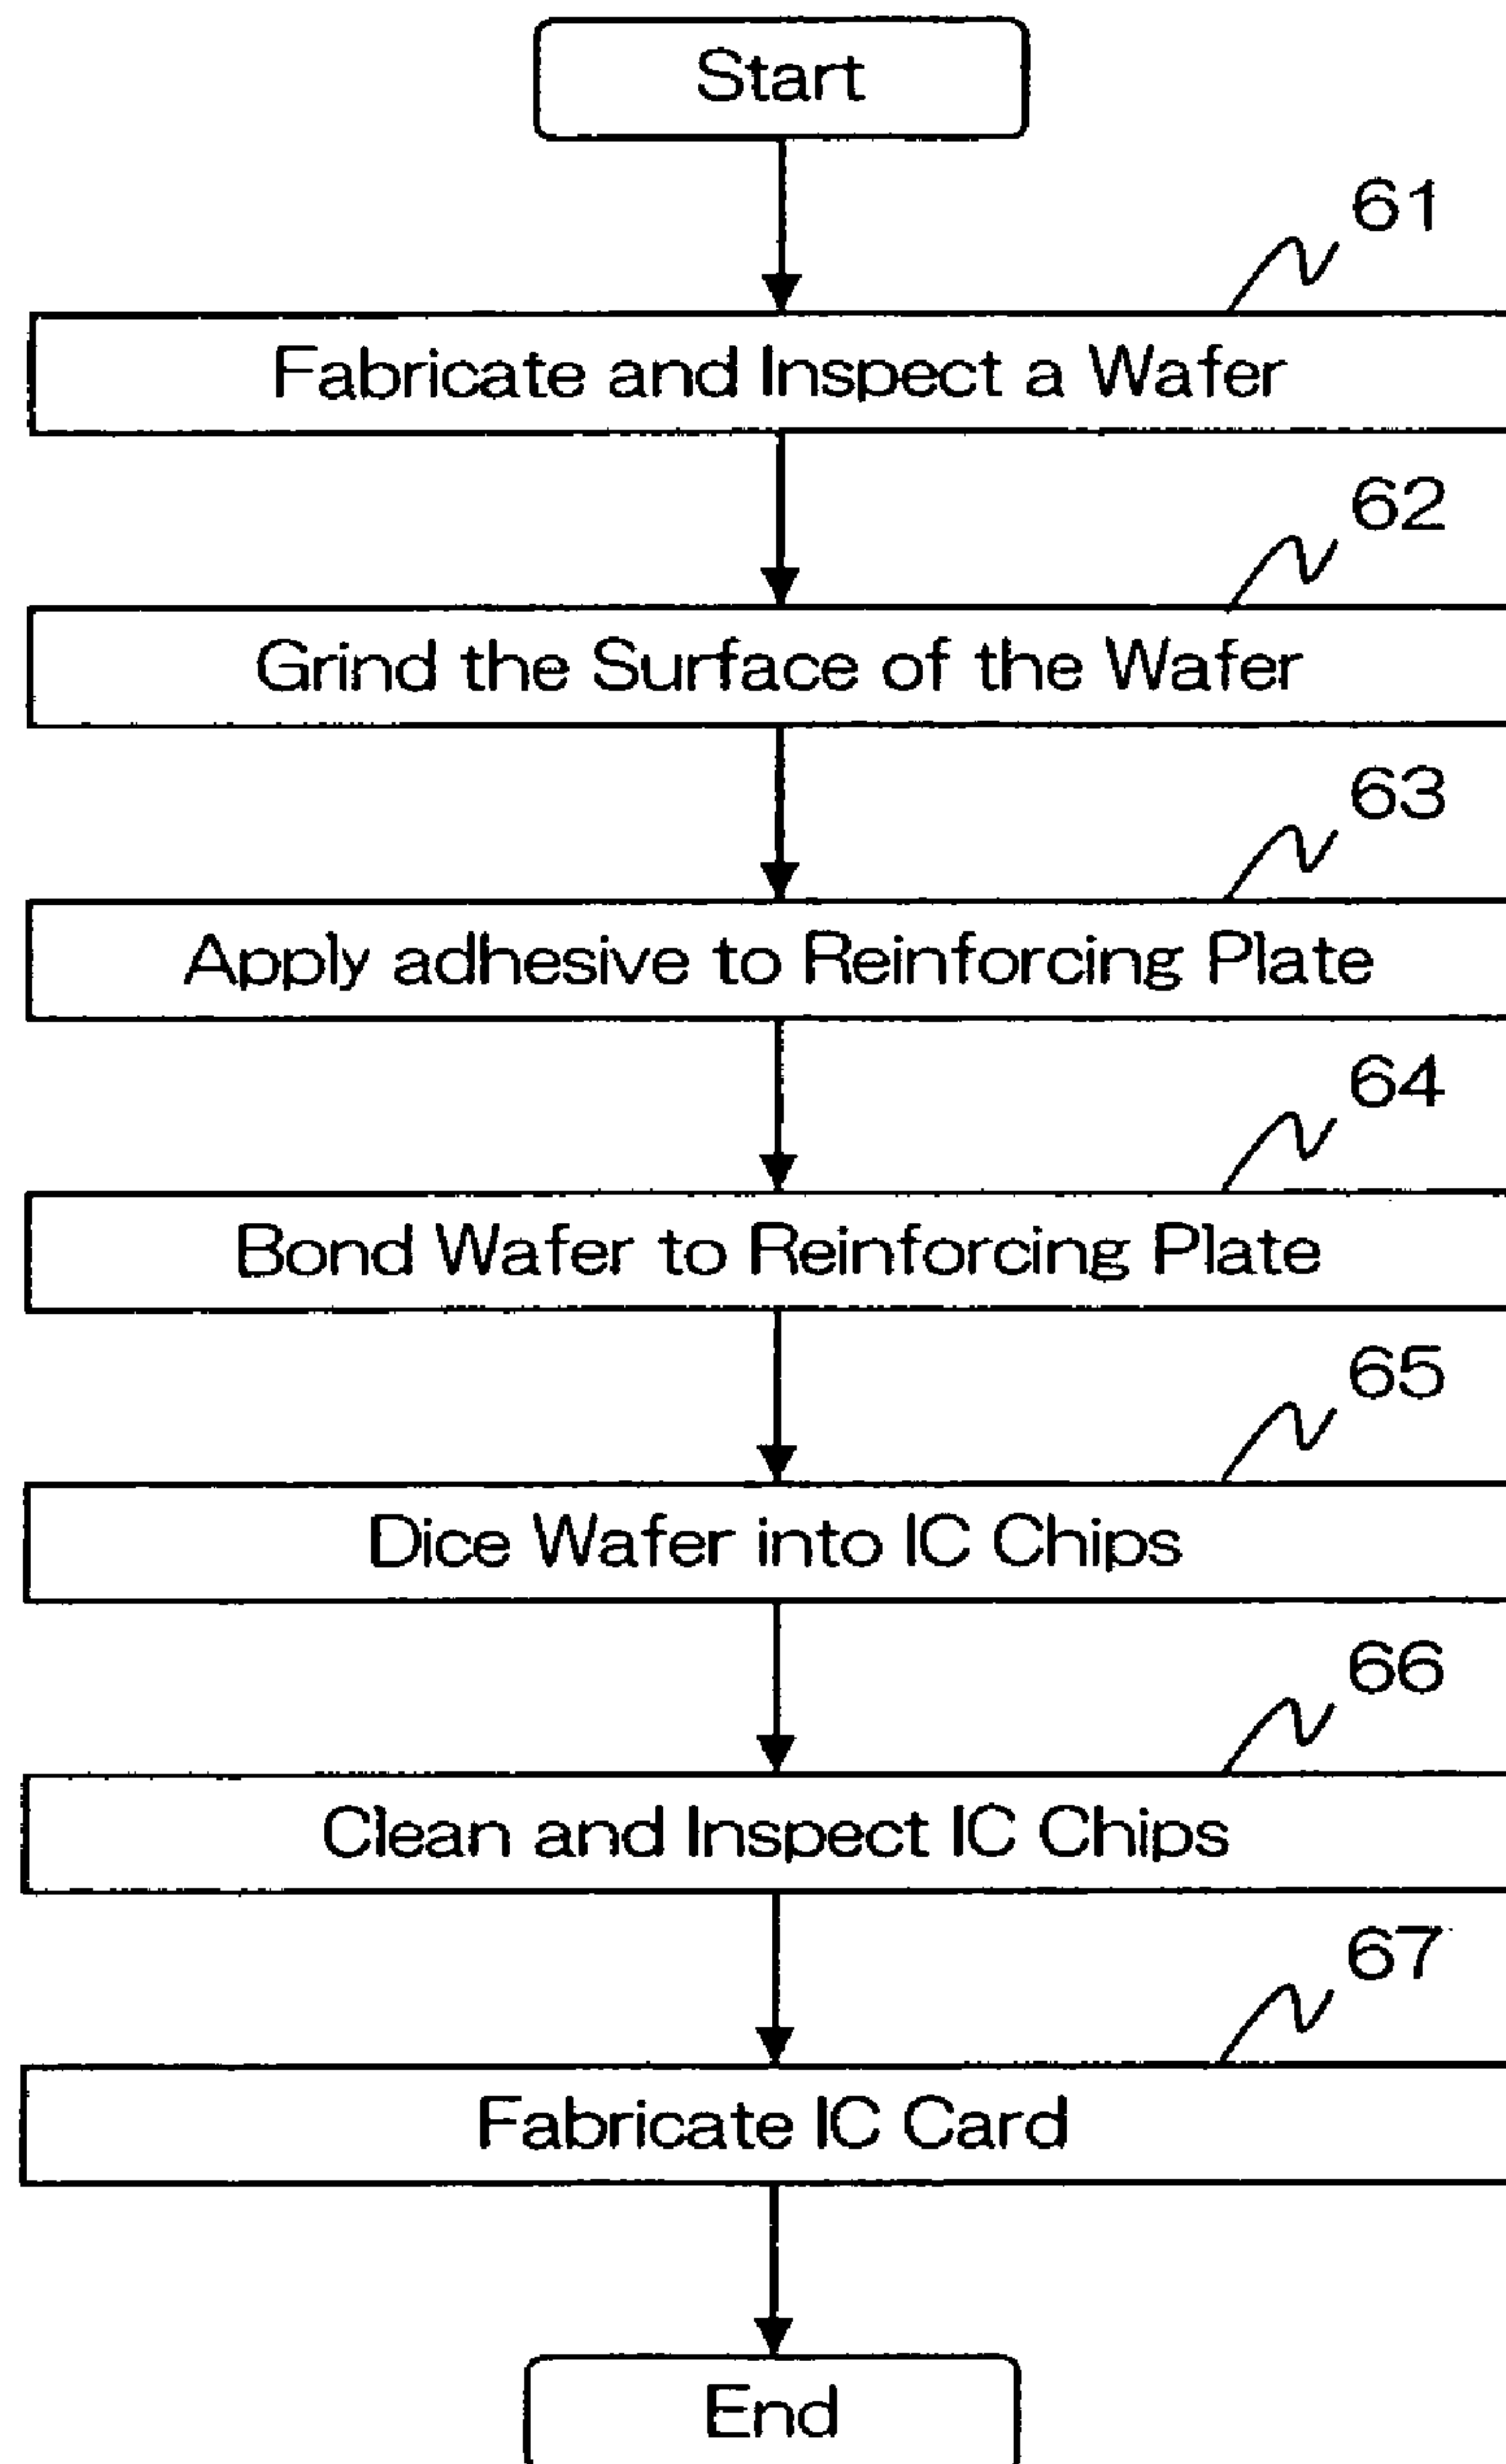 Start
61
Fabricate and Inspect a Wafer
62
Grind the Surface of the Wafer
63
Apply adhesive to Reinforcing Plate
64
Bond Wafer to Reinforcing Plate
65
Dice Wafer into IC Chips
66
Clean and Inspect IC Chips
67
Fabricate IC Card
End